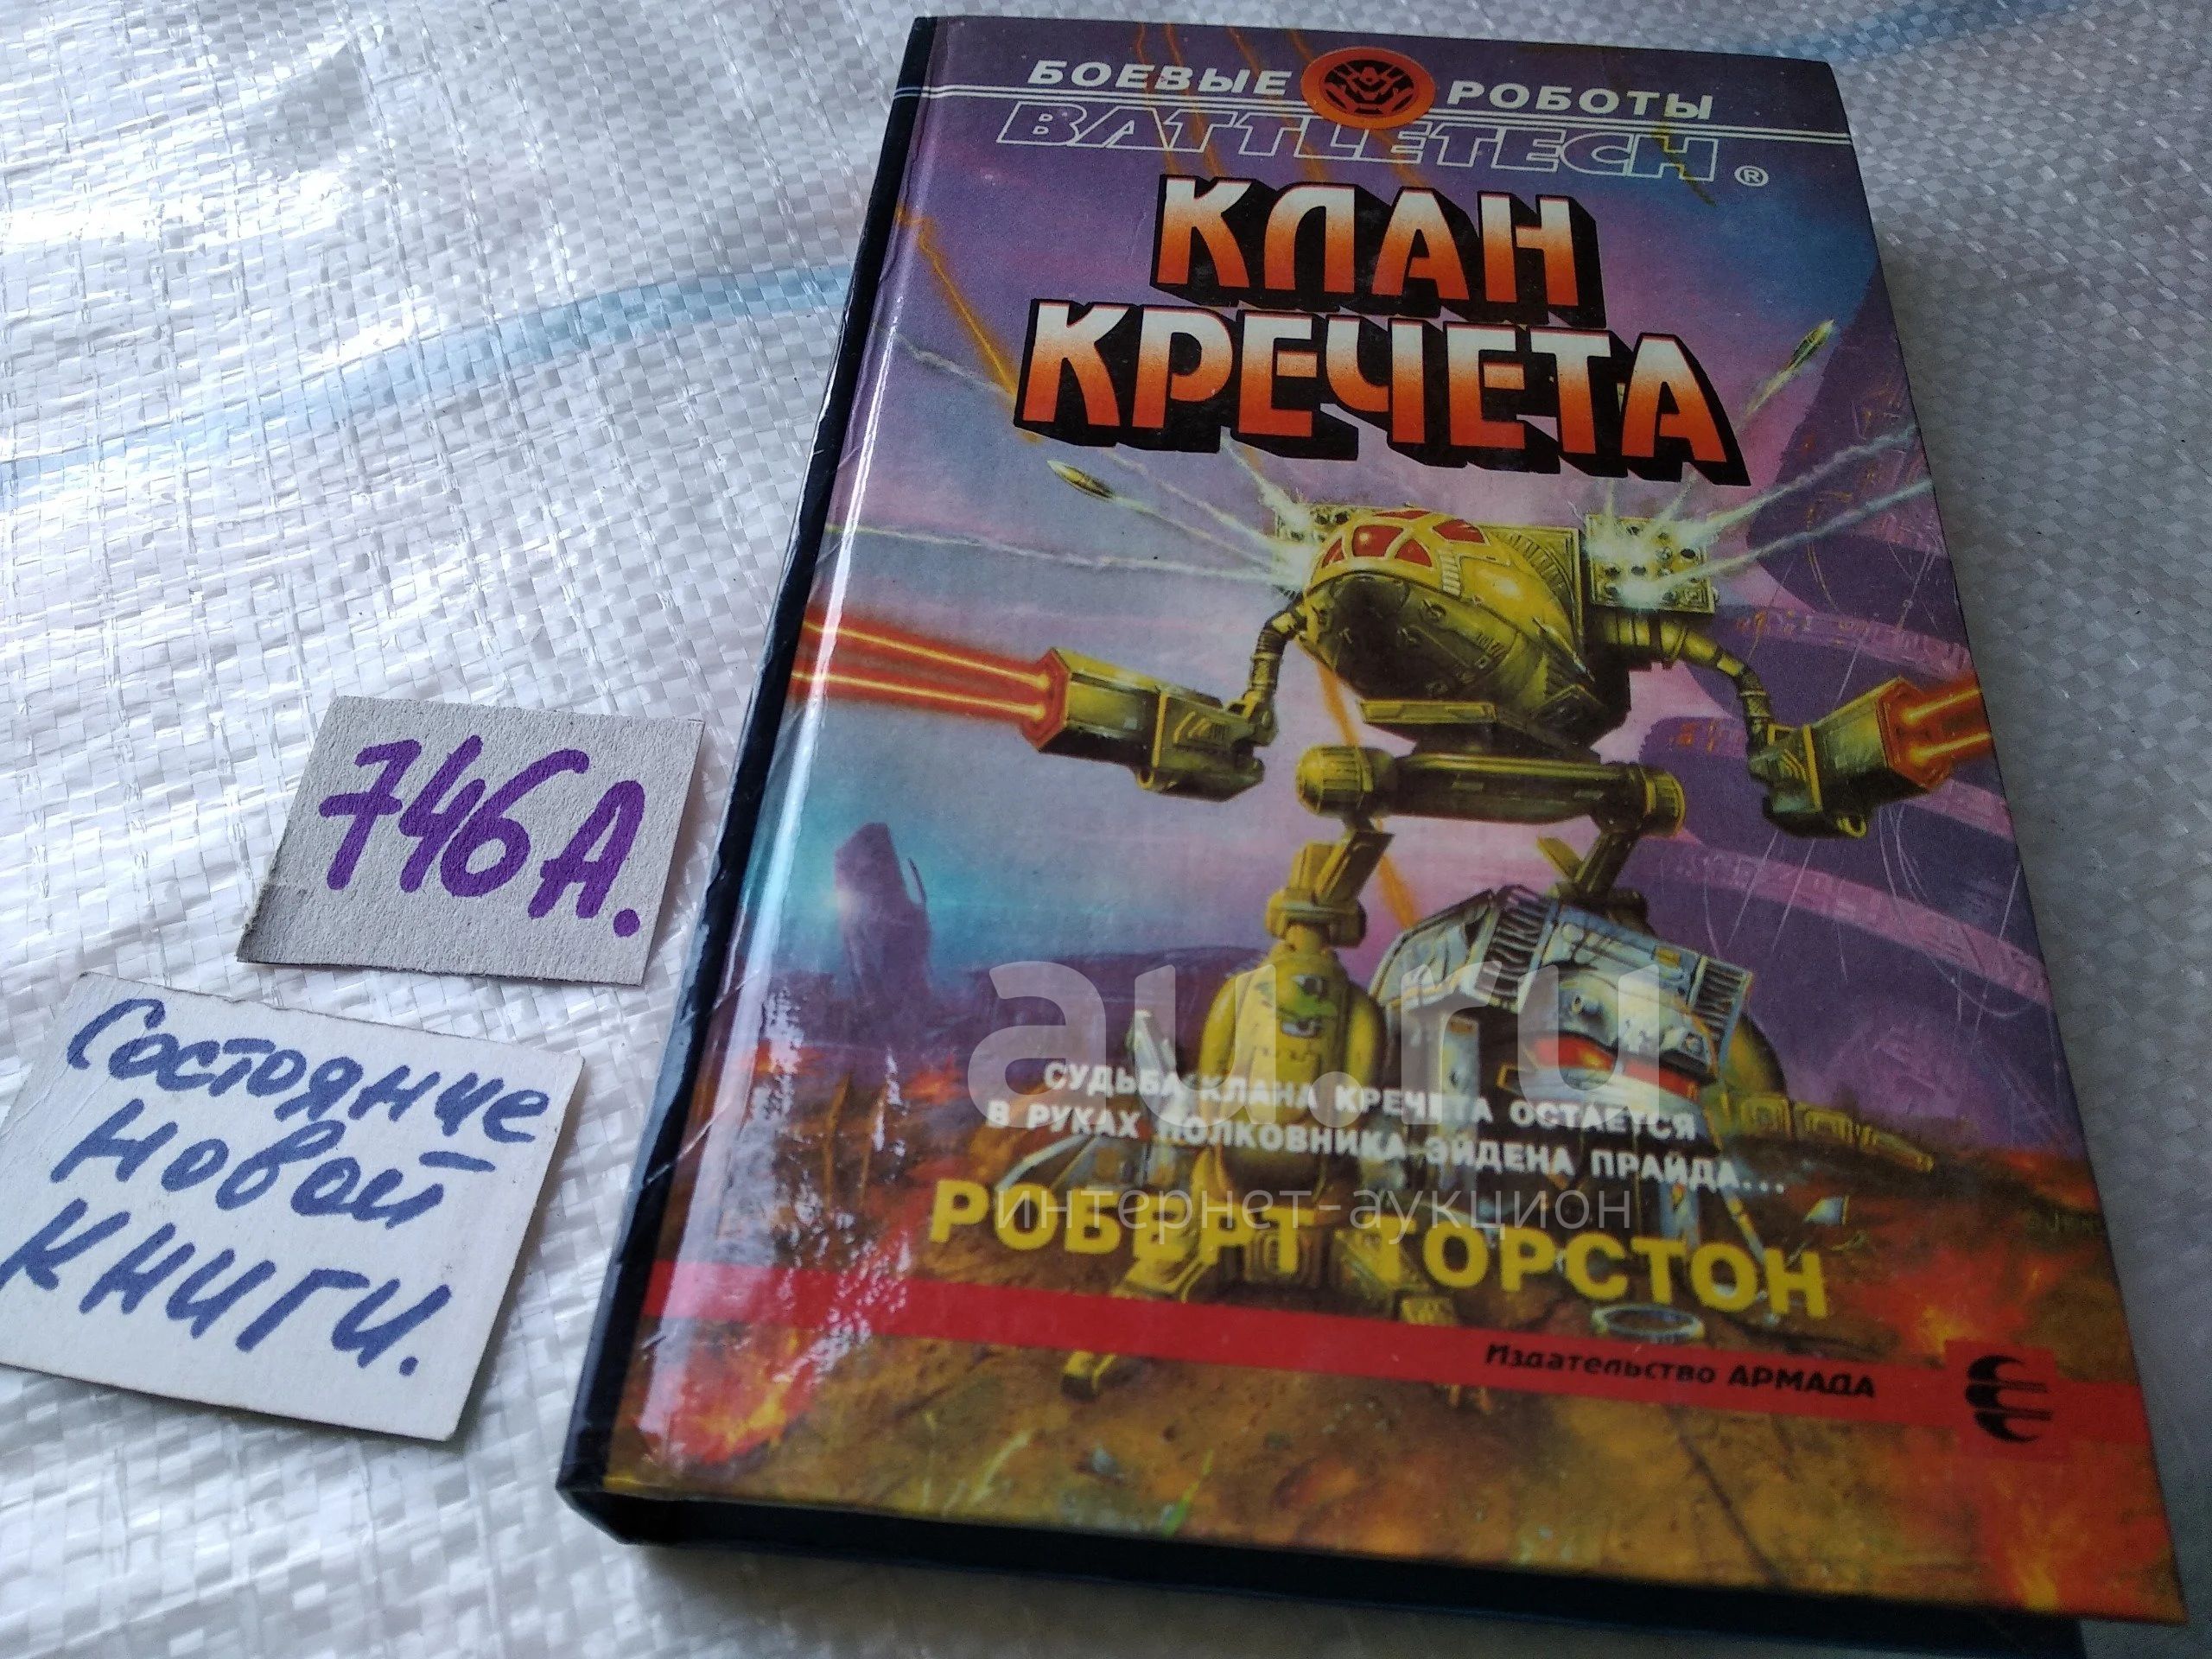 БОЕВЫЕ РОБОТЫ
BATTLETECH ®
КЛАН
КРЕЧЕТА
746А.
Состояние
новой
книги.
au.ru
СУДЬБА КЛАНА КРЕЧЕТА ОСТАЕТСЯ
В РУКАХ ПОЛКОВНИКА ЭЙДЕНА ПРАЙДА...
интернет-аукцион
РОБЕРТ ТОРСТОН
Издательство АРМАДА